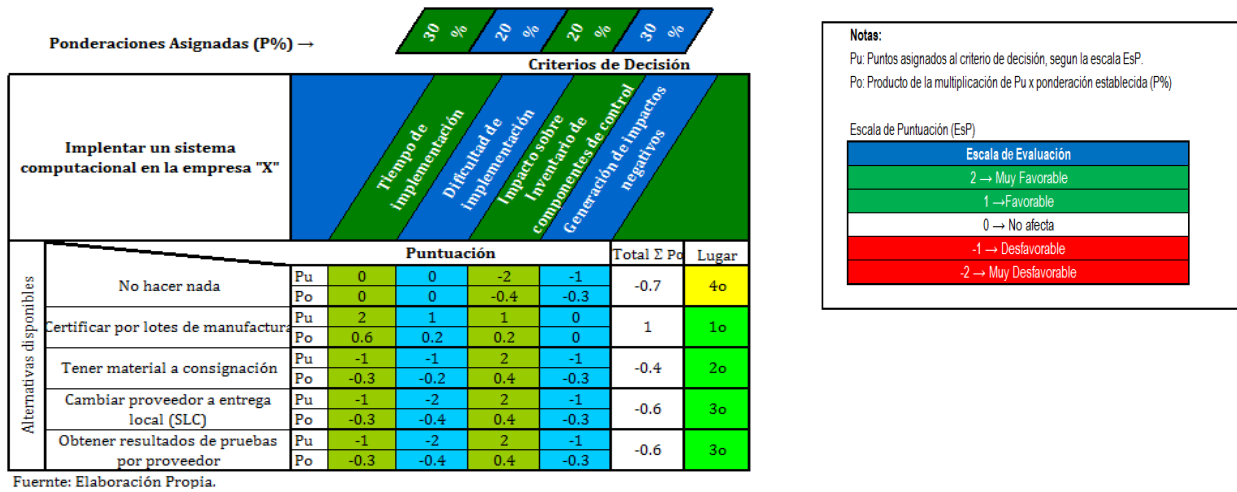 Ponderaciones Asignadas (P%) →
30 %
20 %
20 %
30 %
Criterios de Decisión
Implentar un sistema
computacional en la empresa "X"
Tiempo de
implementación
Dificultad de
implementación
Impacto sobre
Inventario de
componentes de control
Generación de impactos
negativos
Puntuación
Total Σ Po
Lugar
Alternativas disponibles
No hacer nada
Pu 0 0 -2 -1
Po 0 0 -0.4 -0.3
-0.7
4o
Certificar por lotes de manufactura
Pu 2 1 1 0
Po 0.6 0.2 0.2 0
1
1o
Tener material a consignación
Pu -1 -1 2 -1
Po -0.3 -0.2 0.4 -0.3
-0.4
2o
Cambiar proveedor a entrega
local (SLC)
Pu -1 -2 2 -1
Po -0.3 -0.4 0.4 -0.3
-0.6
3o
Obtener resultados de pruebas
por proveedor
Pu -1 -2 2 -1
Po -0.3 -0.4 0.4 -0.3
-0.6
3o
Fuernte: Elaboración Propia.
Notas:
Pu: Puntos asignados al criterio de decisión, segun la escala EsP.
Po: Producto de la multiplicación de Pu x ponderación establecida (P%)
Escala de Puntuación (EsP)
Escala de Evaluación
2 → Muy Favorable
1 →Favorable
0 → No afecta
-1 → Desfavorable
-2 → Muy Desfavorable